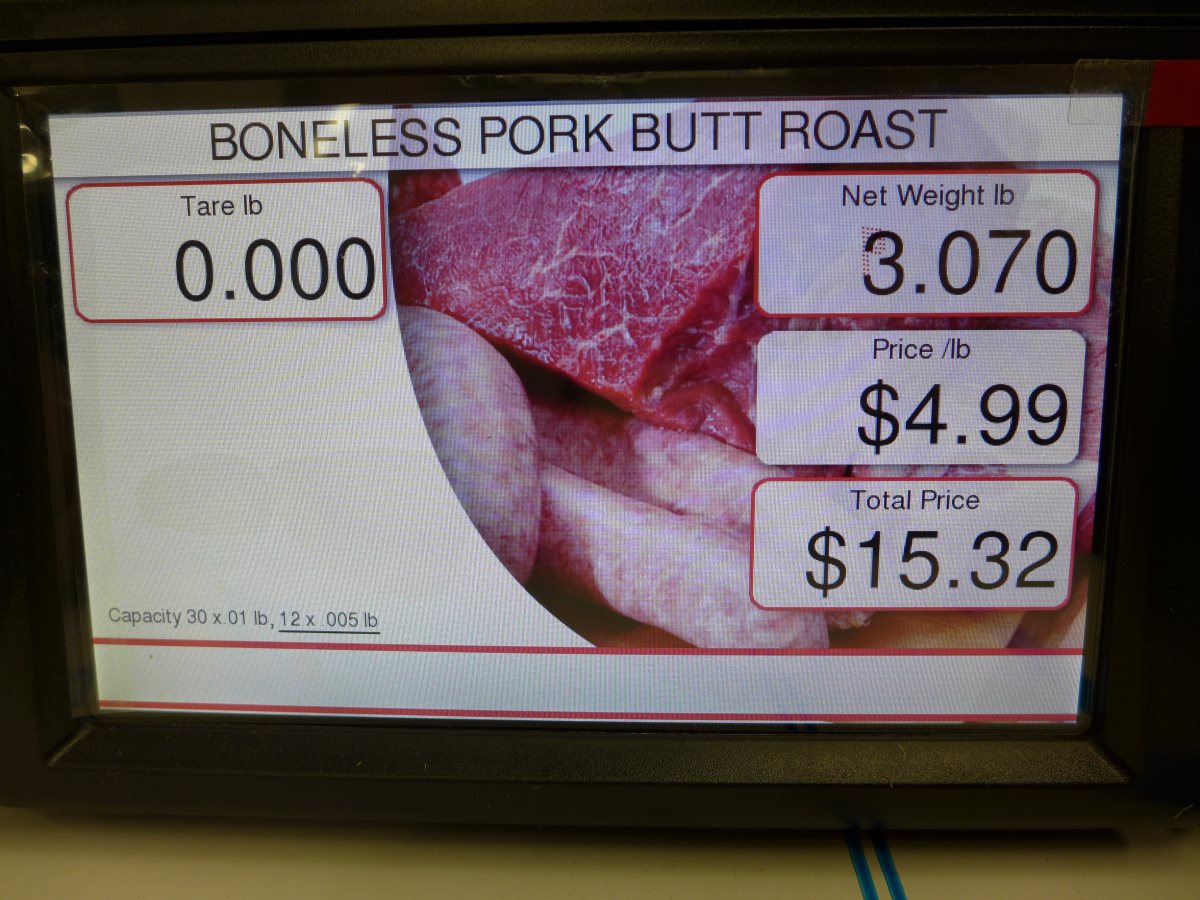 BONELESS PORK BUTT ROAST
Tare lb
0.000
Net Weight lb
3.070
Price /lb
$4.99
Total Price
$15.32
Capacity 30 x.01 lb, 12 x .005 lb